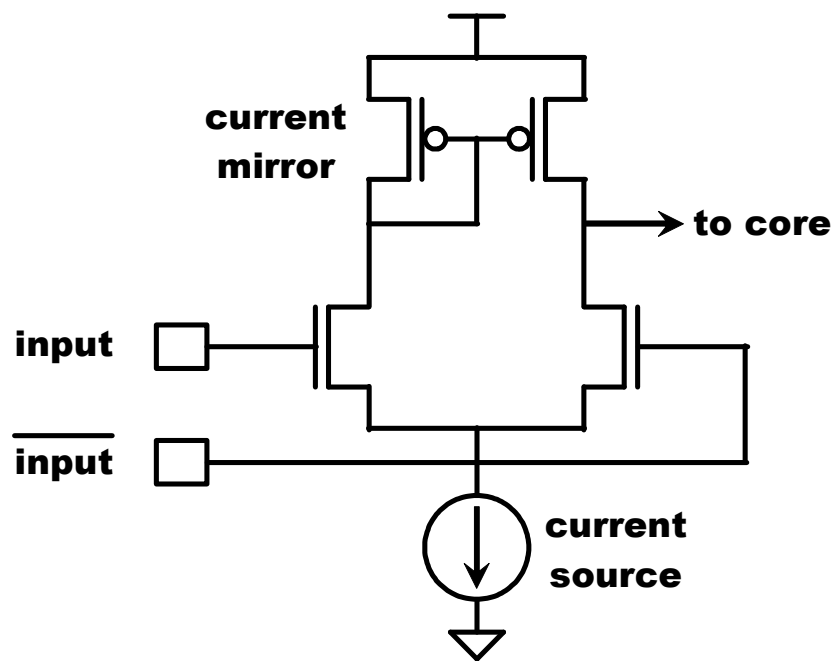 current
mirror
to core
input
input
current
source